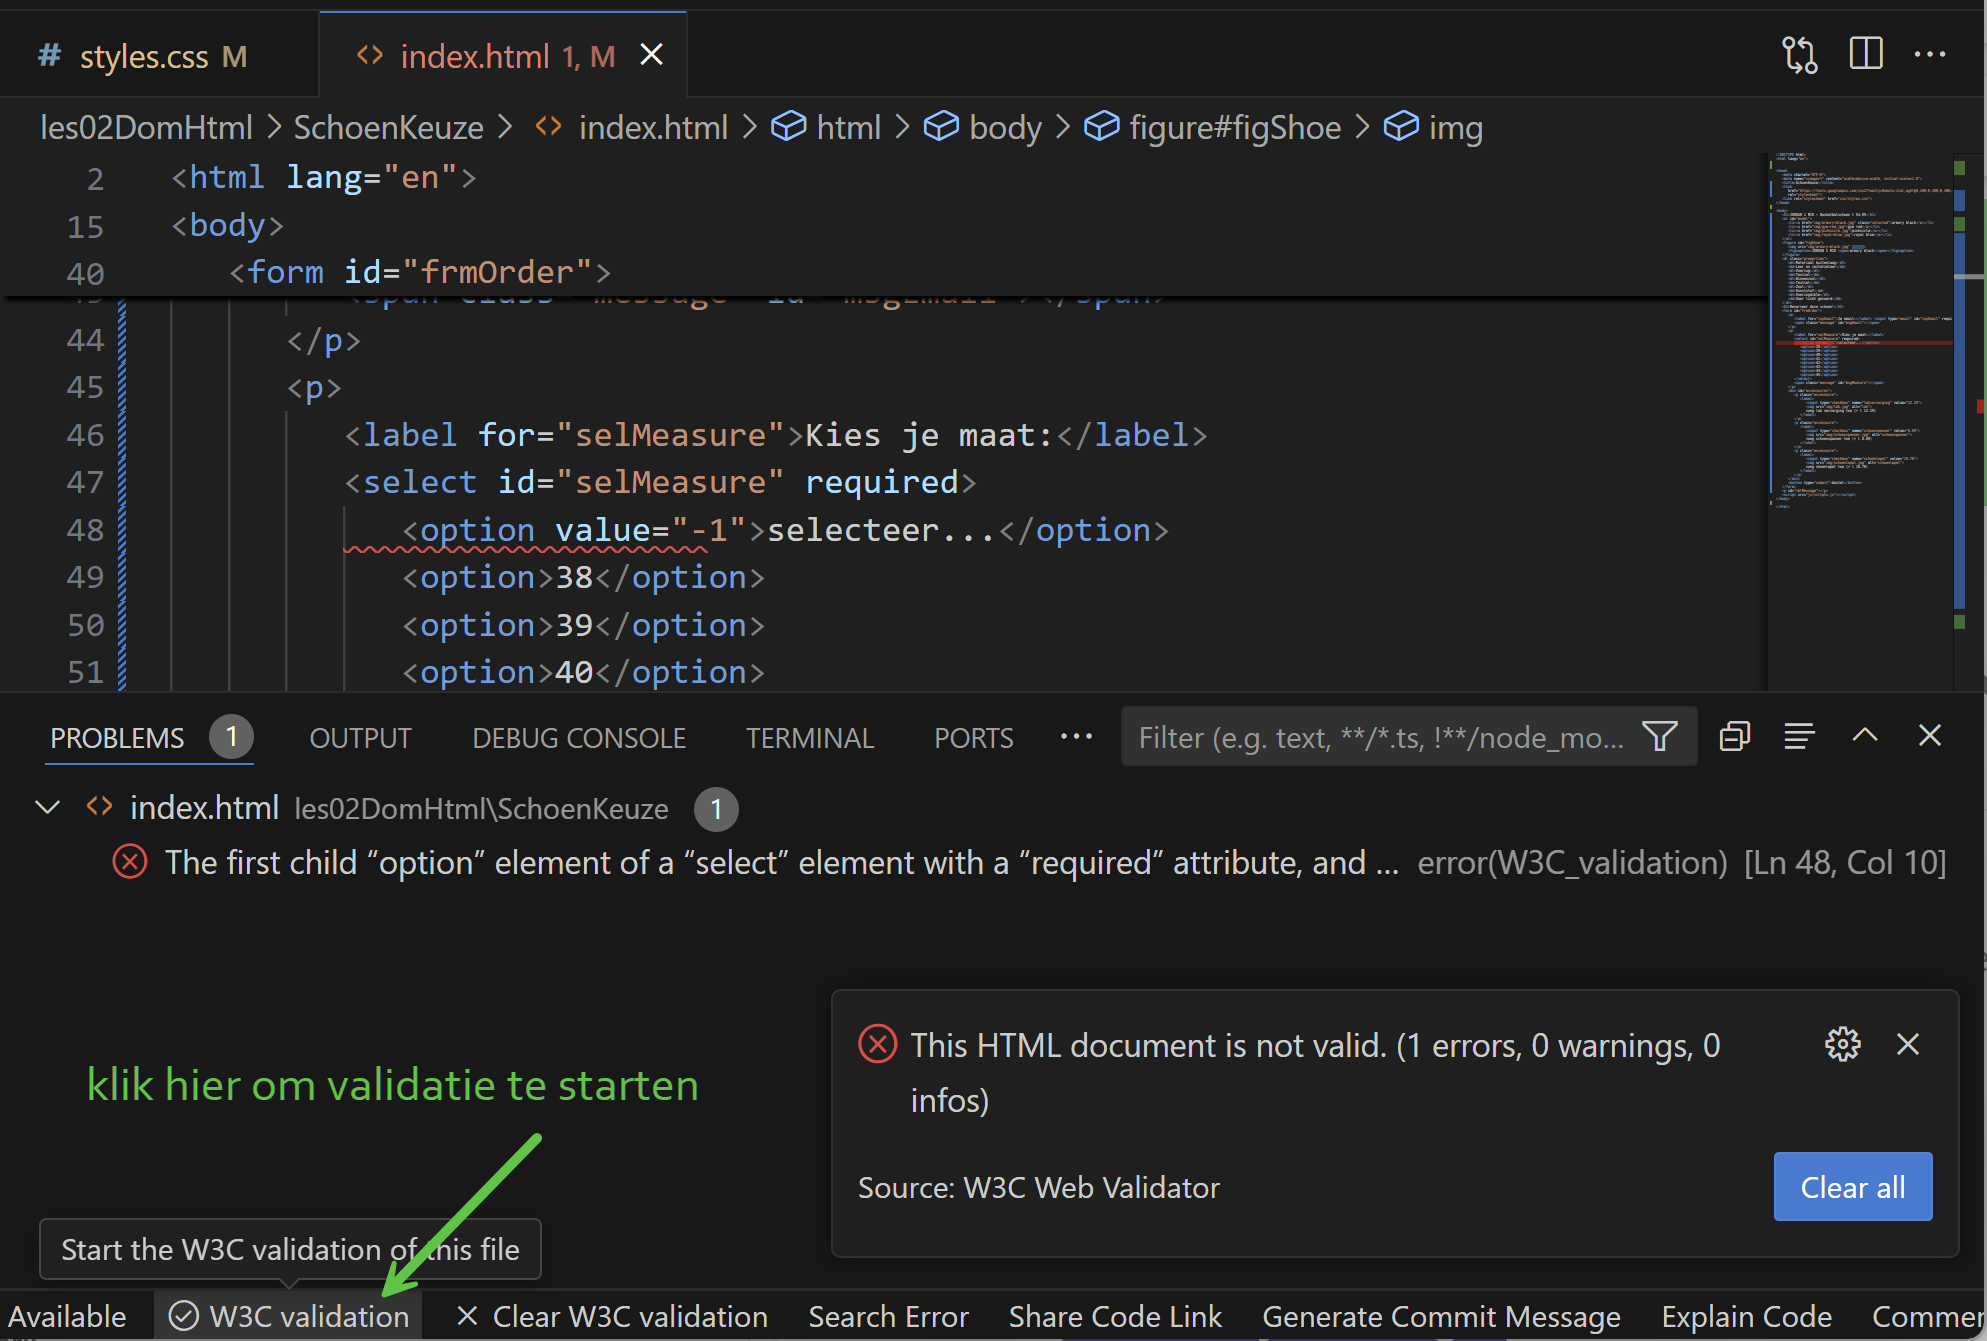 # styles.css M
index.html 1, M
les02DomHtml > SchoenKeuze > index.html > html > body > figure#figShoe > img
2 <html lang="en">
15 <body>
40 <form id="frmOrder">
44 </p>
45 <p>
46 <label for="selMeasure">Kies je maat:</label>
47 <select id="selMeasure" required>
48 <option value="-1">selecteer...</option>
49 <option>38</option>
50 <option>39</option>
51 <option>40</option>
PROBLEMS 1 OUTPUT DEBUG CONSOLE TERMINAL PORTS ··· Filter (e.g. text, **/*.ts, !**/node_mo...
index.html les02DomHtml\SchoenKeuze 1
The first child “option” element of a “select” element with a “required” attribute, and ... error(W3C_validation) [Ln 48, Col 10]
This HTML document is not valid. (1 errors, 0 warnings, 0
infos)
klik hier om validatie te starten
Source: W3C Web Validator
Clear all
Start the W3C validation of this file
Available W3C validation Clear W3C validation Search Error Share Code Link Generate Commit Message Explain Code Commer